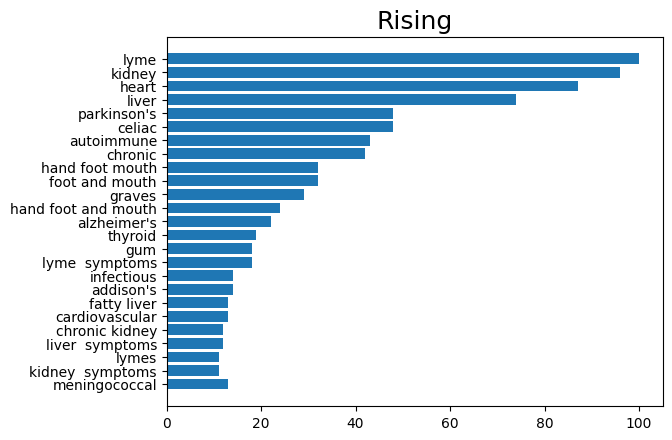 Rising
lyme
kidney
heart
liver
parkinson's
celiac
autoimmune
chronic
hand foot mouth
foot and mouth
graves
hand foot and mouth
alzheimer's
thyroid
gum
lyme  symptoms
infectious
addison's
fatty liver
cardiovascular
chronic kidney
liver  symptoms
lymes
kidney  symptoms
meningococcal
0 20 40 60 80 100